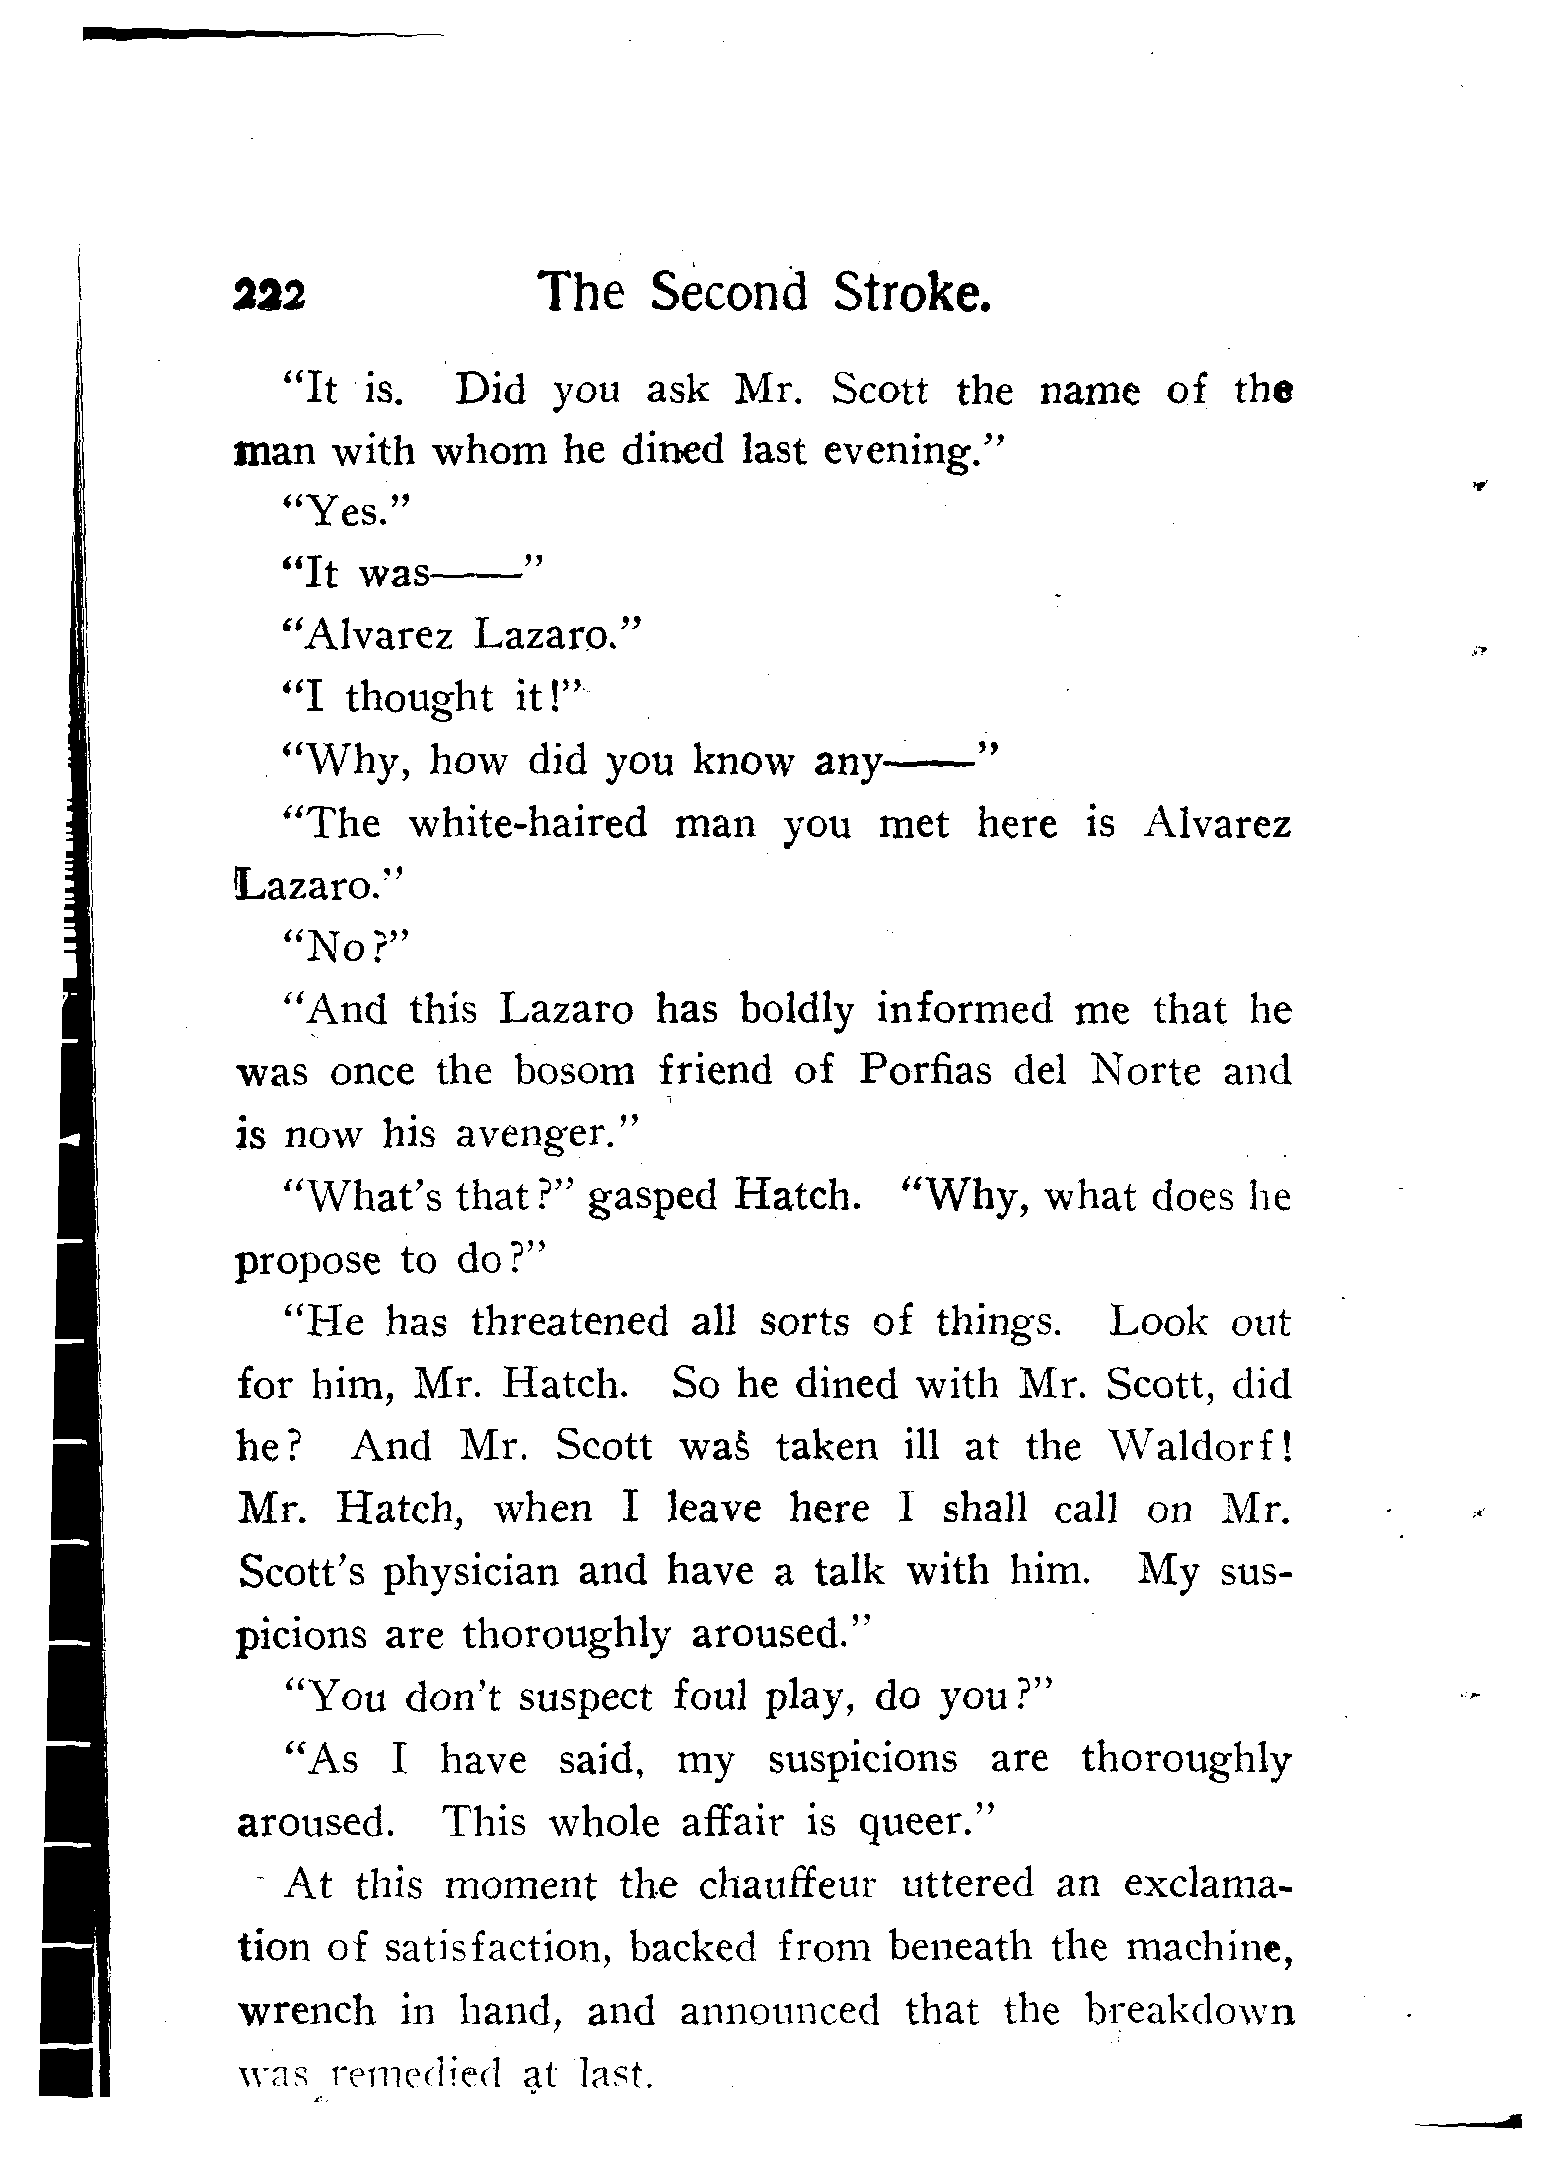 222 The Second Stroke.
“It is. Did you ask Mr. Scott the name of the
man with whom he dined last evening.”
“Yes.”
“It was——”
“Alvarez Lazaro.”
“I thought it!”
“Why, how did you know any——”
“The white-haired man you met here is Alvarez
Lazaro.”
“No?”
“And this Lazaro has boldly informed me that he
was once the bosom friend of Porfias del Norte and
is now his avenger.”
“What’s that?” gasped Hatch. “Why, what does he
propose to do?”
“He has threatened all sorts of things. Look out
for him, Mr. Hatch. So he dined with Mr. Scott, did
he? And Mr. Scott was taken ill at the Waldorf!
Mr. Hatch, when I leave here I shall call on Mr.
Scott’s physician and have a talk with him. My sus-
picions are thoroughly aroused.”
“You don’t suspect foul play, do you?”
“As I have said, my suspicions are thoroughly
aroused. This whole affair is queer.”
At this moment the chauffeur uttered an exclama-
tion of satisfaction, backed from beneath the machine,
wrench in hand, and announced that the breakdown
was remedied at last.